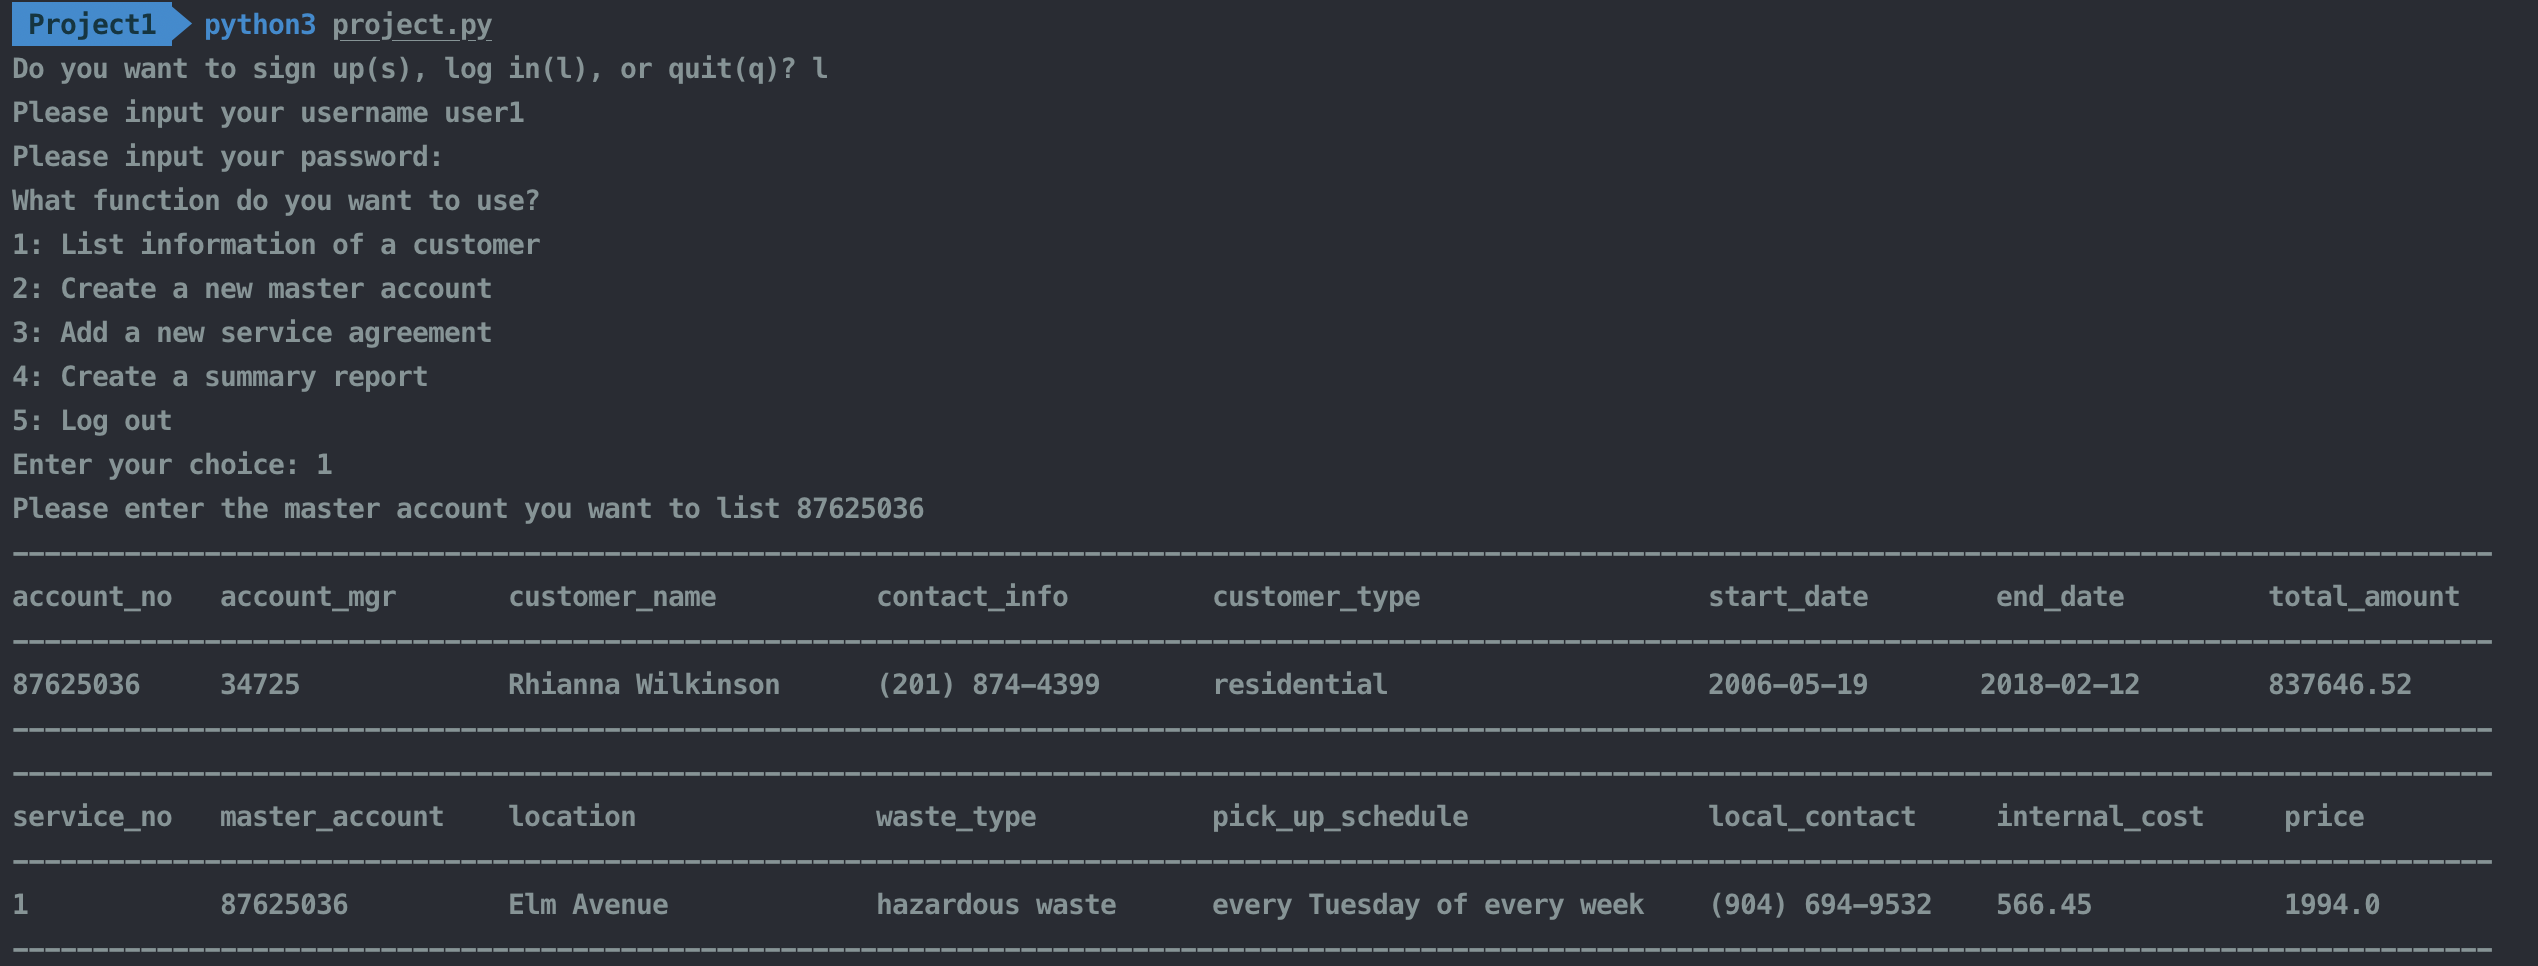 Project1 python3 project.py
Do you want to sign up(s), log in(l), or quit(q)? l
Please input your username user1
Please input your password:
What function do you want to use?
1: List information of a customer
2: Create a new master account
3: Add a new service agreement
4: Create a summary report
5: Log out
Enter your choice: 1
Please enter the master account you want to list 87625036
-----------------------------------------------------------------------------------------------------------------------------------------------------------
account_no   account_mgr       customer_name          contact_info         customer_type                  start_date        end_date         total_amount
-----------------------------------------------------------------------------------------------------------------------------------------------------------
87625036     34725             Rhianna Wilkinson      (201) 874-4399       residential                    2006-05-19       2018-02-12        837646.52
-----------------------------------------------------------------------------------------------------------------------------------------------------------
-----------------------------------------------------------------------------------------------------------------------------------------------------------
service_no   master_account    location               waste_type           pick_up_schedule               local_contact     internal_cost     price
-----------------------------------------------------------------------------------------------------------------------------------------------------------
1            87625036          Elm Avenue             hazardous waste      every Tuesday of every week    (904) 694-9532    566.45            1994.0
-----------------------------------------------------------------------------------------------------------------------------------------------------------